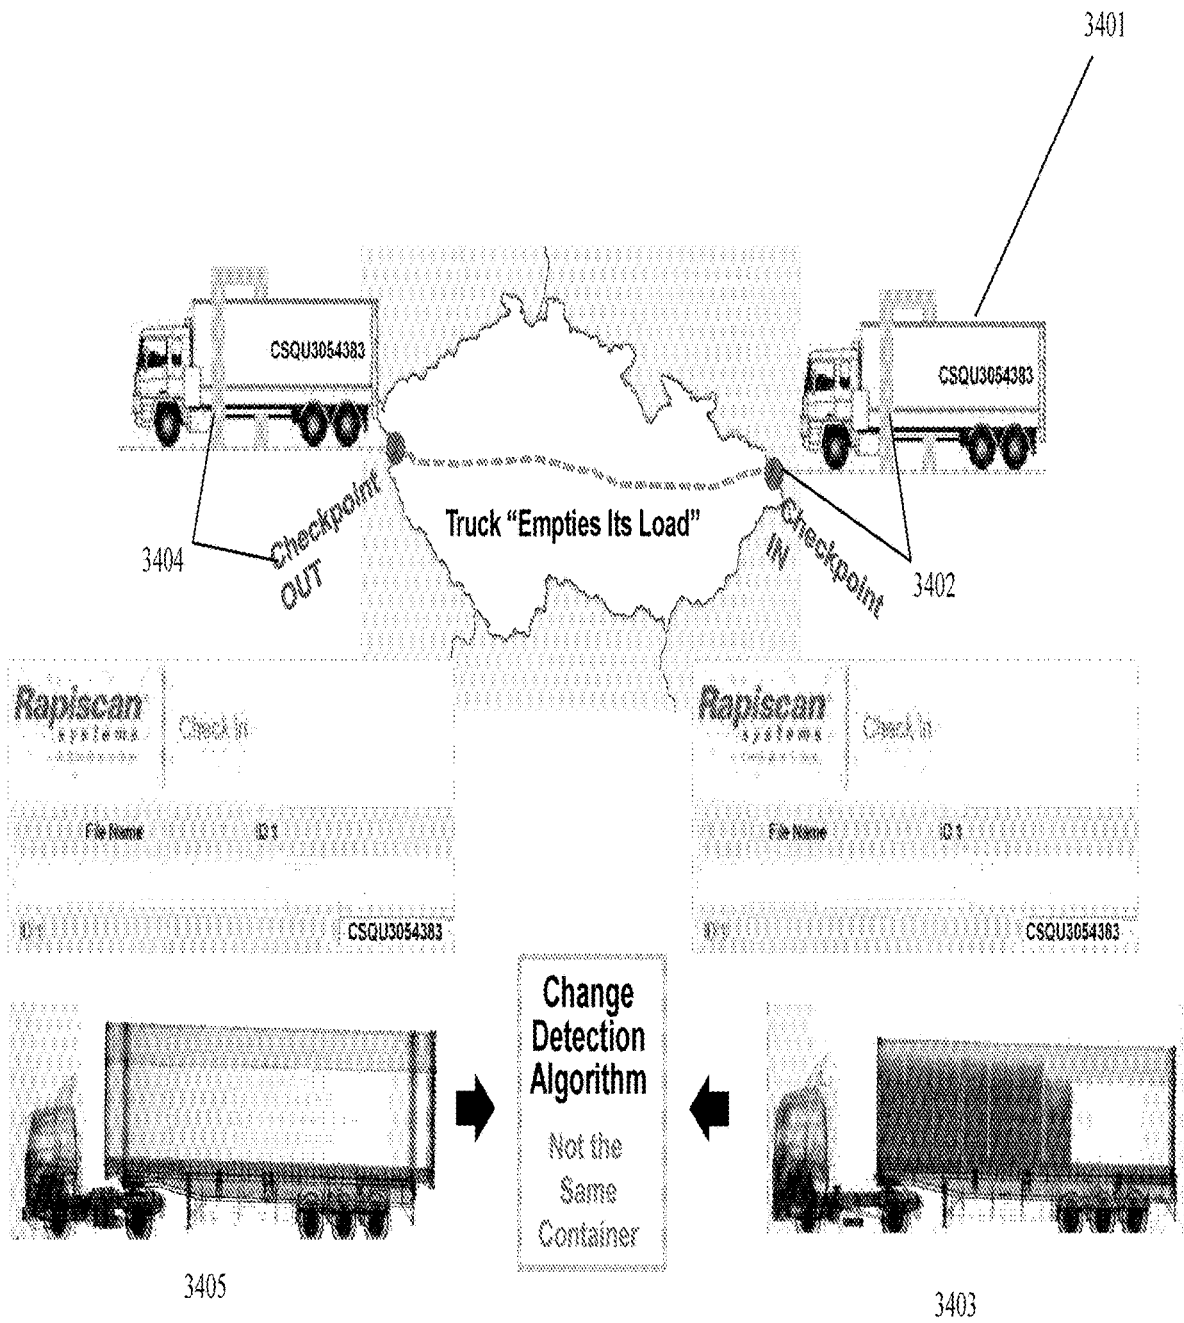 3401
CSQU3054383
CSQU3054383
Truck “Empties Its Load”
Checkpoint
OUT
Checkpoint
IN
3404
3402
Rapiscan
systems
Check In
Rapiscan
systems
Check In
File Name
File Name
CSQU3054383
CSQU3054383
Change
Detection
Algorithm
Not the
Same
Container
3405
3403